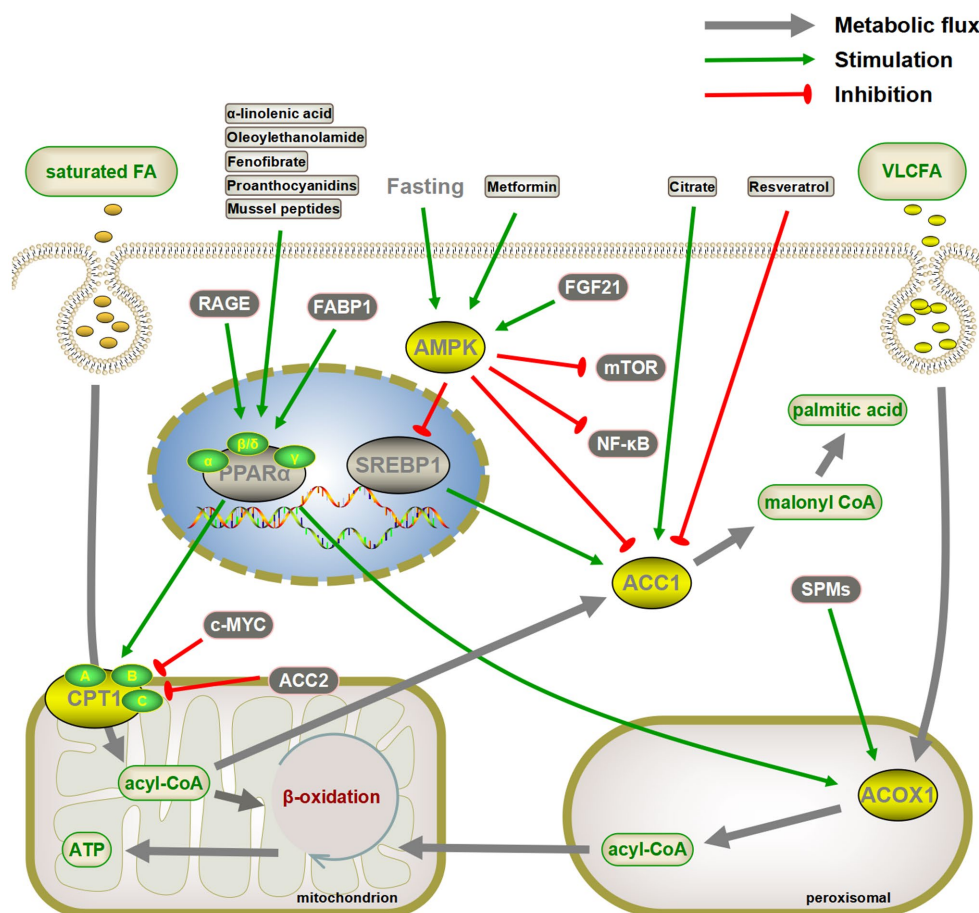 Metabolic flux
Stimulation
Inhibition
α-linolenic acid
Oleoylethanolamide
Fenofibrate
Proanthocyanidins
Mussel peptides
saturated FA
Fasting
Metformin
Citrate
Resveratrol
VLCFA
RAGE
FABP1
FGF21
AMPK
mTOR
NF-κB
palmitic acid
α
β/δ
γ
PPARα
SREBP1
malonyl CoA
ACC1
SPMs
c-MYC
ACC2
A
B
C
CPT1
acyl-CoA
β-oxidation
ACOX1
ATP
acyl-CoA
mitochondrion
peroxisomal